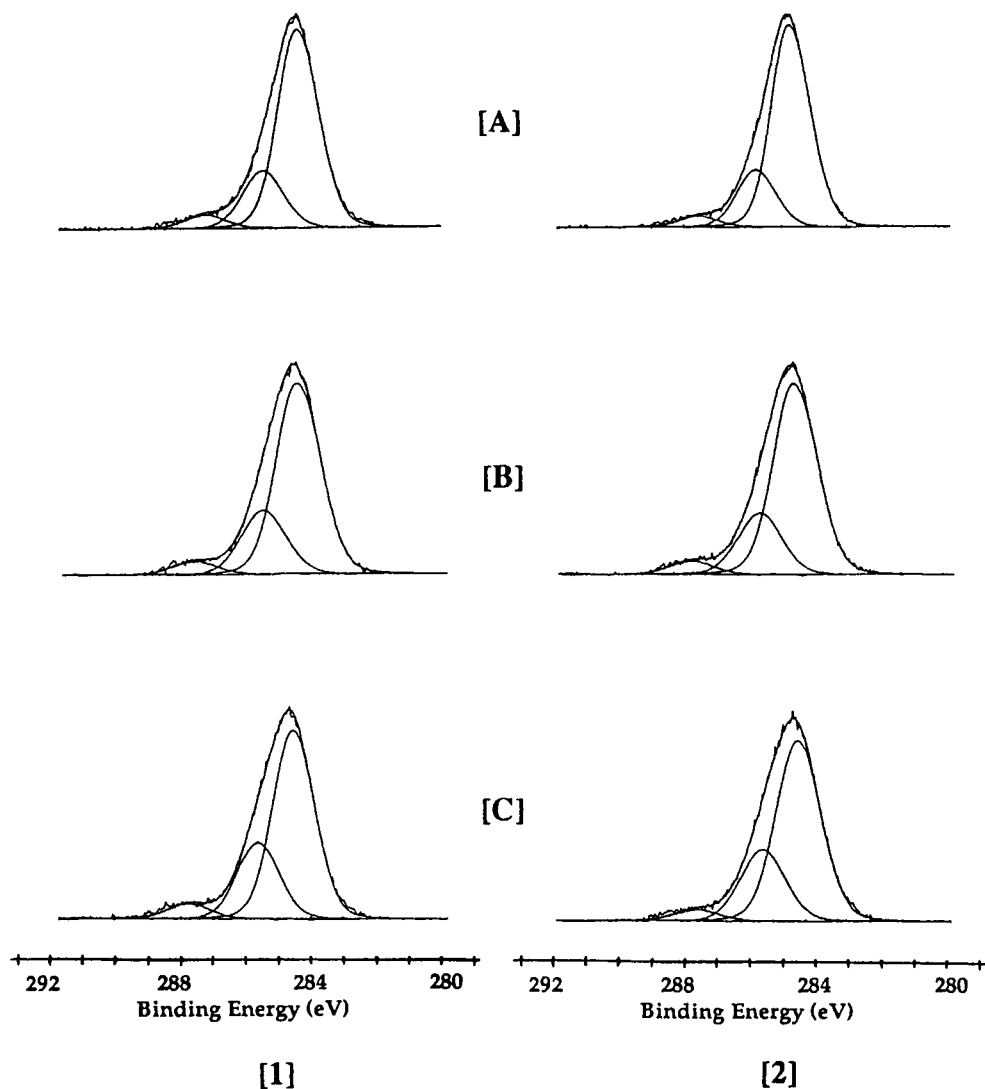 [A]
[B]
[C]
292 288 284 280 292 288 284 280
Binding Energy (eV) Binding Energy (eV)
[1] [2]